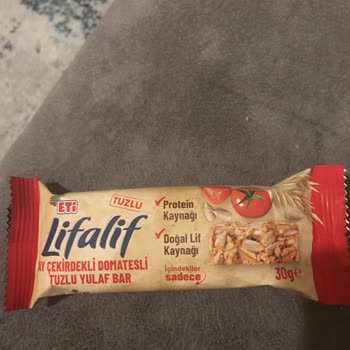 ETİ
TUZLU
Lifalif
AY ÇEKİRDEKLİ DOMATESLİ
TUZLU YULAF BAR
Protein
Kaynağı
Doğal Lif
Kaynağı
İçindekiler
sadece
30g